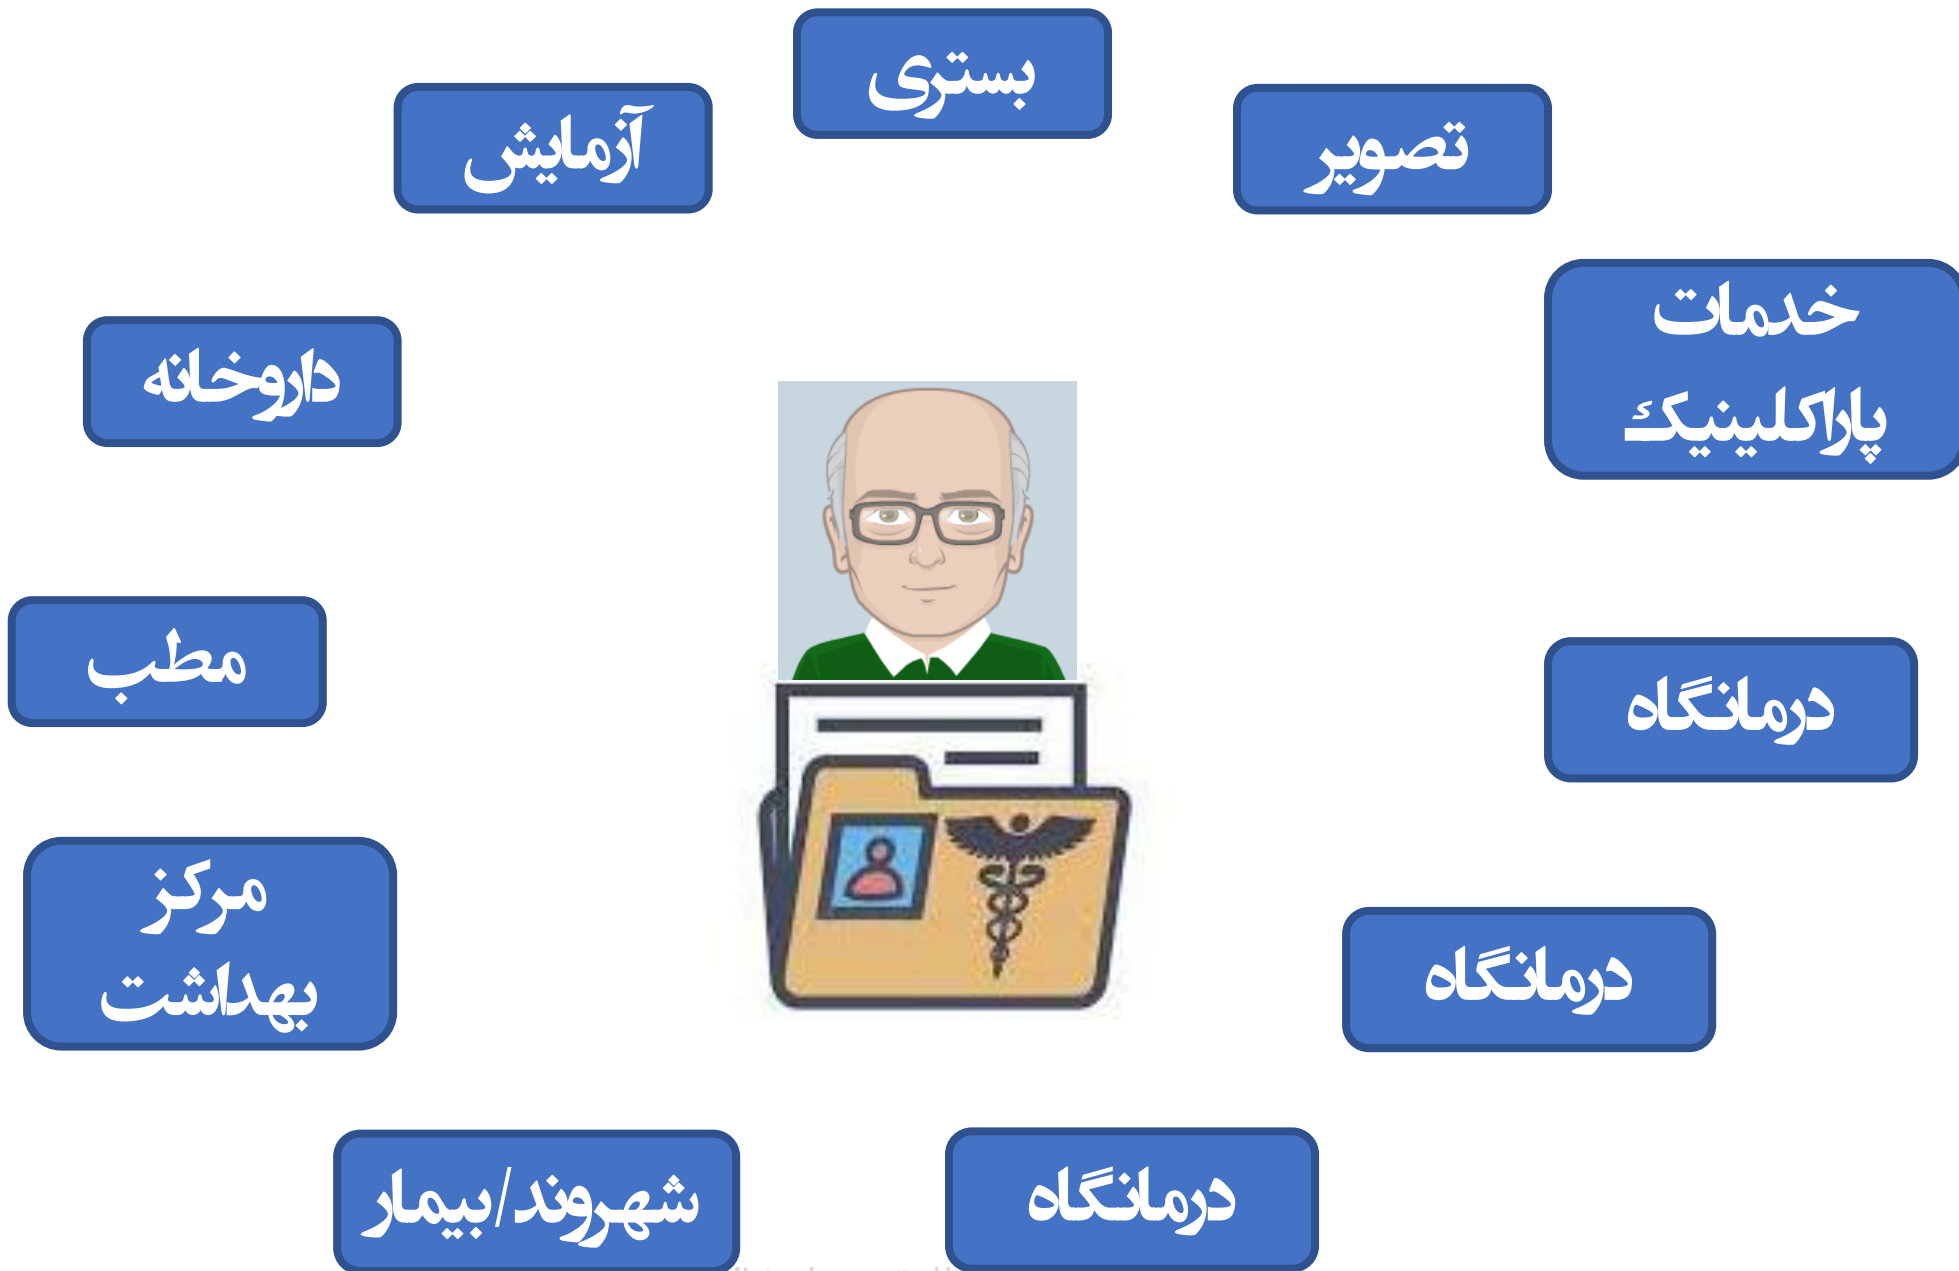 بستری
تصویر
آزمایش
خدمات
پاراکلینیک
داروخانه
مطب
درمانگاه
مرکز
بهداشت
درمانگاه
درمانگاه
شهروند/بیمار